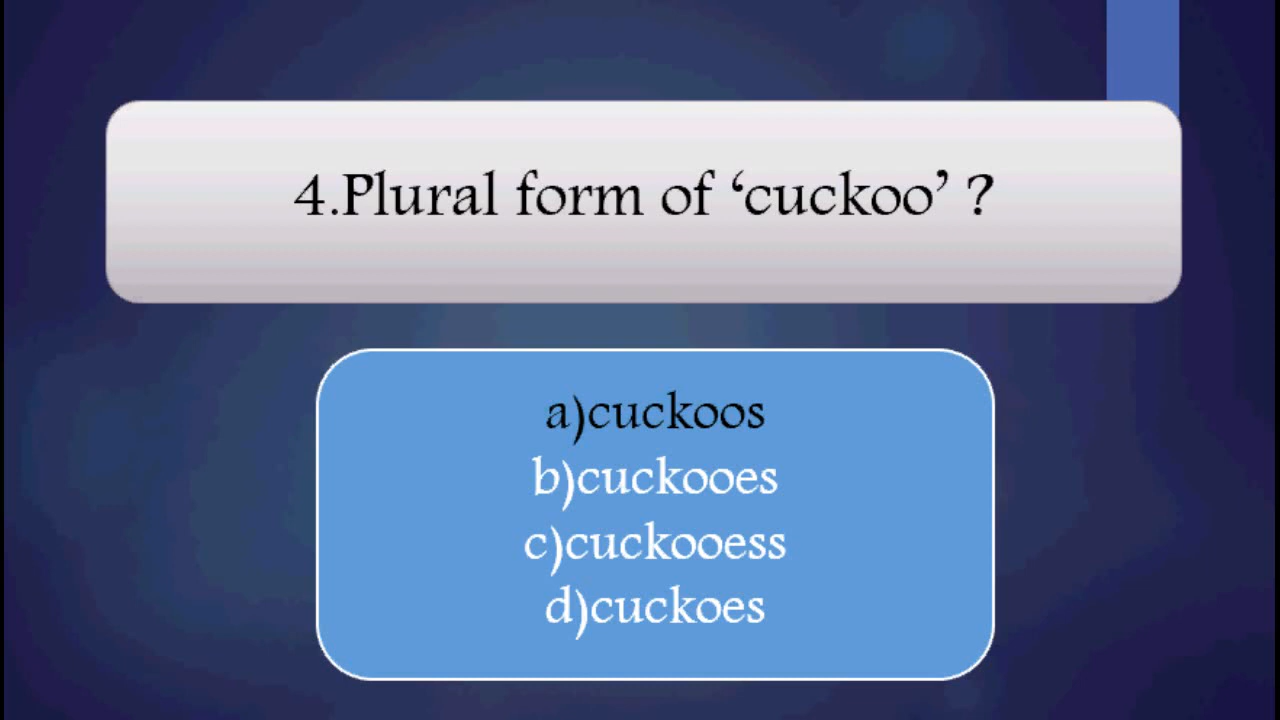 4.Plural form of ‘cuckoo’ ?
a)cuckoos
b)cuckooes
c)cuckooess
d)cuckoes